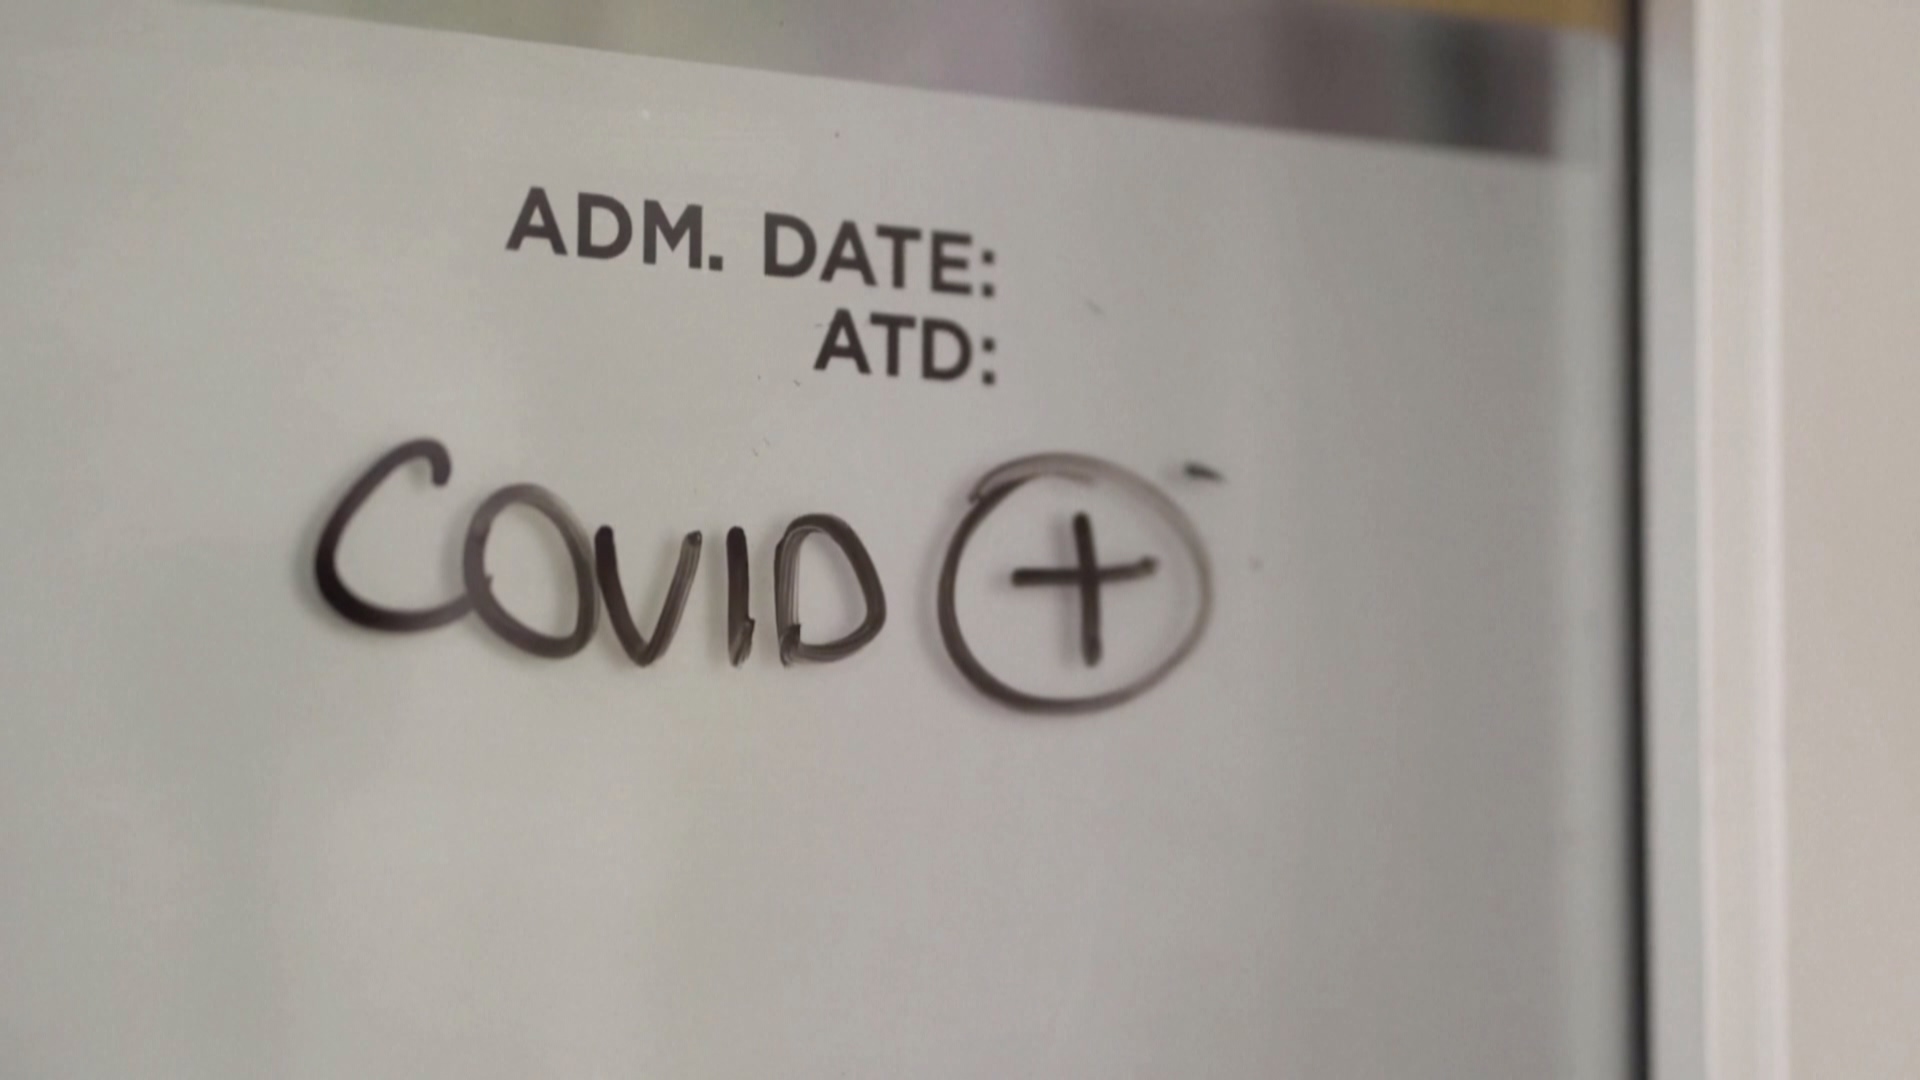 ADM. DATE:
ATD:
COVID +